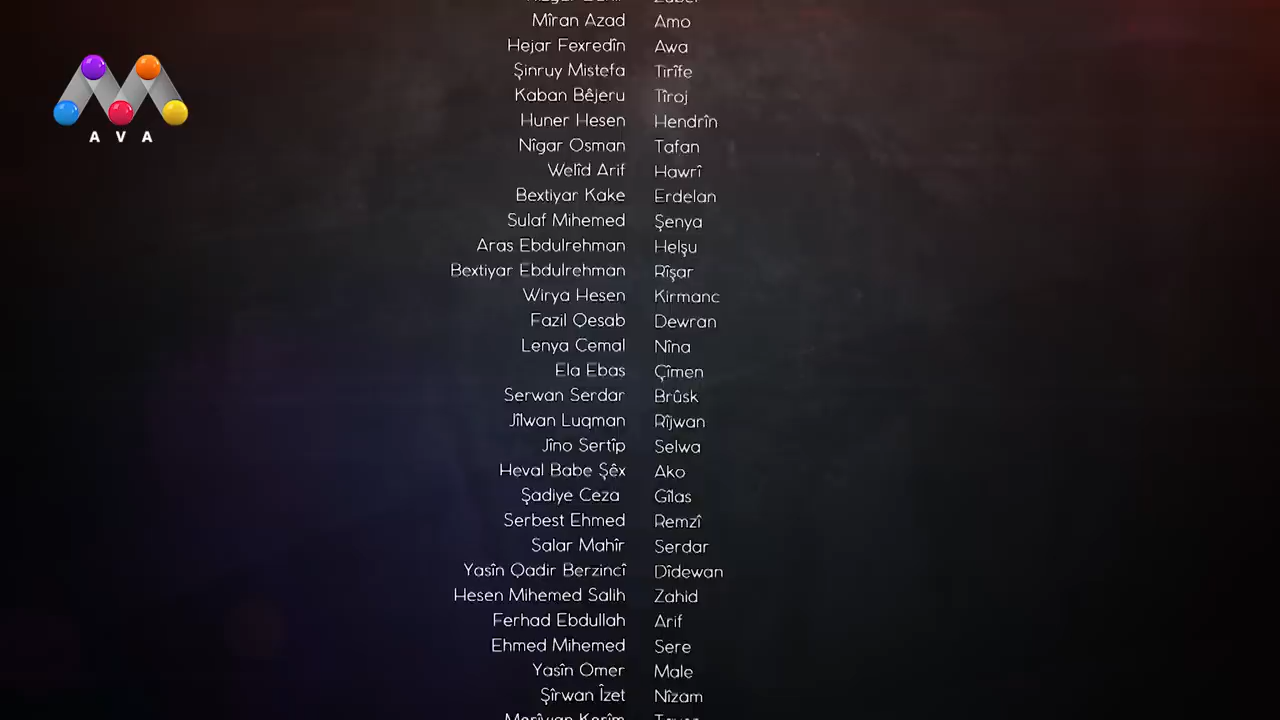 Mîran Azad Amo
Hejar Fexredîn Awa
Şinruy Mistefa Tirîfe
Kaban Bêjeru Tîroj
Huner Hesen Hendrîn
Nîgar Osman Tafan
Welîd Arif Hawrî
Bextiyar Kake Erdelan
Sulaf Mihemed Şenya
Aras Ebdulrehman Helşu
Bextiyar Ebdulrehman Rîşar
Wirya Hesen Kirmanc
Fazil Qesab Dewran
Lenya Cemal Nîna
Ela Ebas Çîmen
Serwan Serdar Brûsk
Jîlwan Luqman Rîjwan
Jîno Sertîp Selwa
Heval Babe Şêx Ako
Şadiye Ceza Gîlas
Serbest Ehmed Remzî
Salar Mahîr Serdar
Yasîn Qadir Berzincî Dîdewan
Hesen Mihemed Salih Zahid
Ferhad Ebdullah Arif
Ehmed Mihemed Sere
Yasîn Omer Male
Şîrwan Îzet Nîzam
AVA